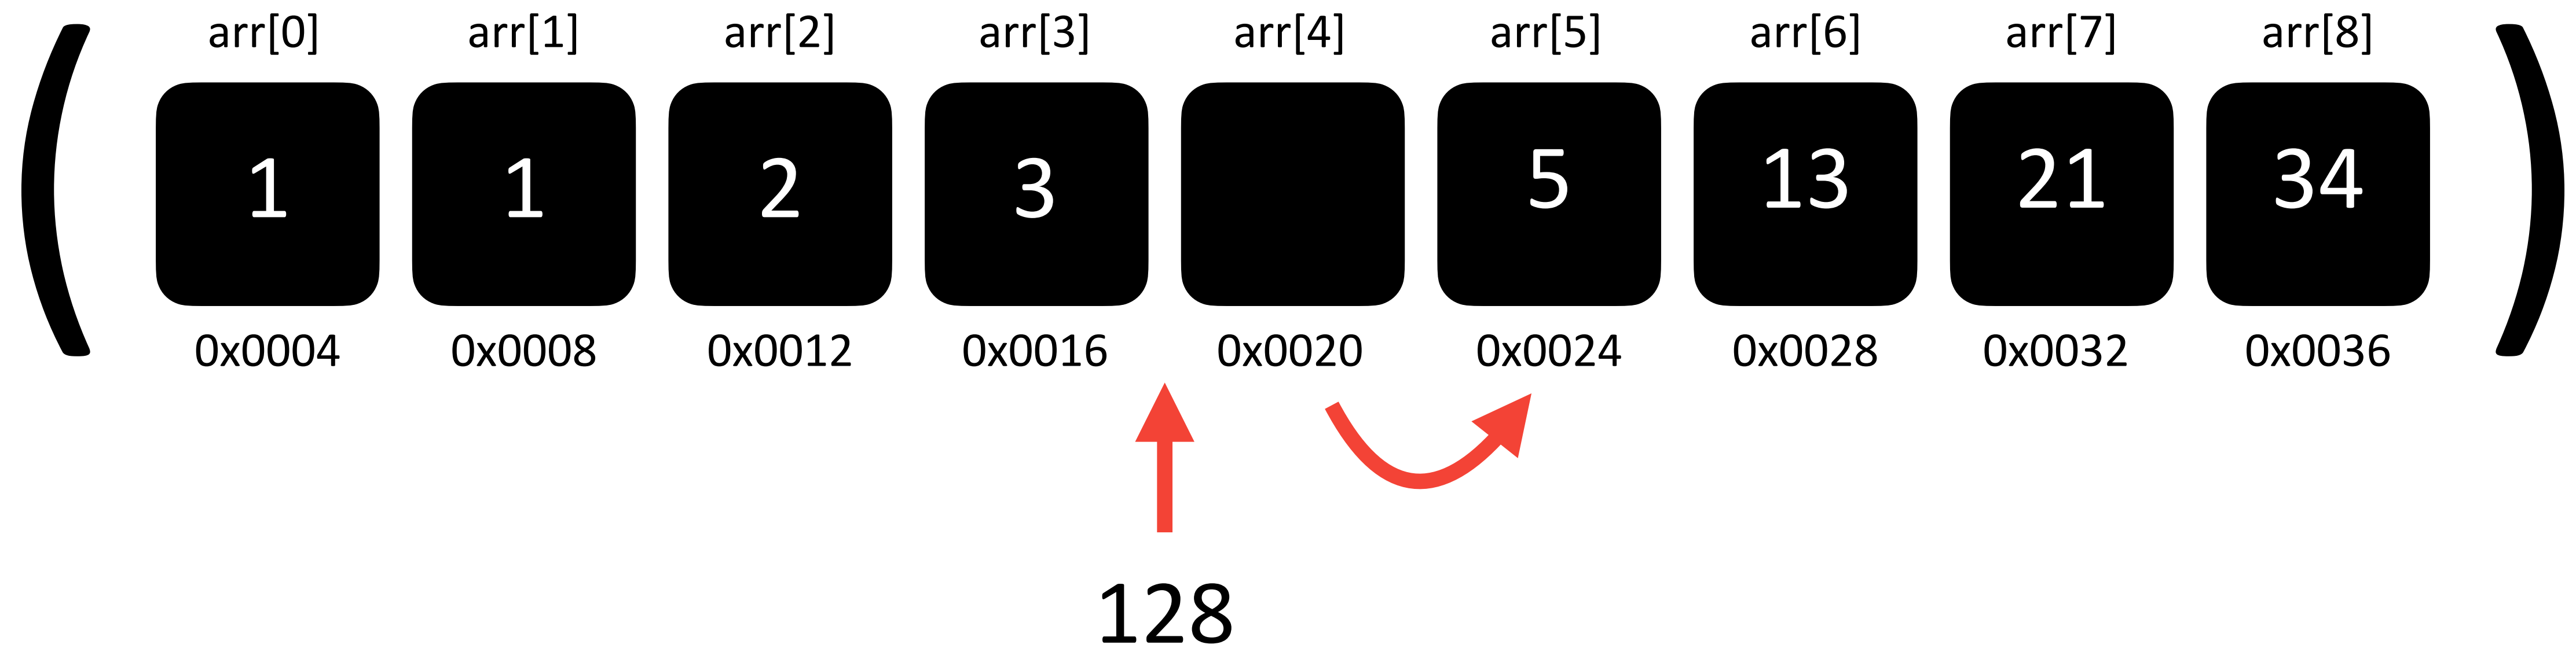 arr[0] arr[1] arr[2] arr[3] arr[4] arr[5] arr[6] arr[7] arr[8]
( 1 1 2 3 5 13 21 34 )
0x0004 0x0008 0x0012 0x0016 0x0020 0x0024 0x0028 0x0032 0x0036
128